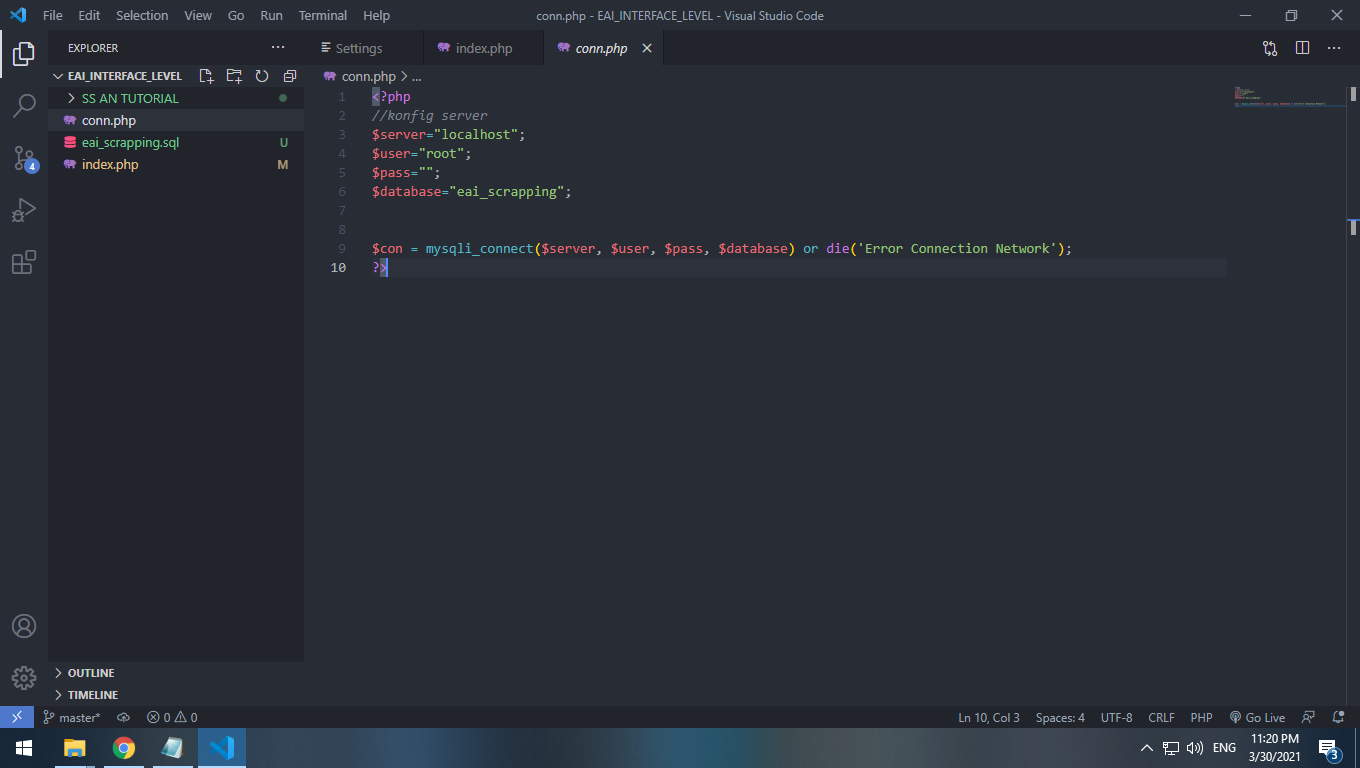 File Edit Selection View Go Run Terminal Help
conn.php - EAI_INTERFACE_LEVEL - Visual Studio Code
EXPLORER
Settings
index.php
conn.php
EAI_INTERFACE_LEVEL
conn.php > ...
SS AN TUTORIAL
conn.php
eai_scrapping.sql U
index.php M
4
1 <?php
2 //konfig server
3 $server="localhost";
4 $user="root";
5 $pass="";
6 $database="eai_scrapping";
7
8
9 $con = mysqli_connect($server, $user, $pass, $database) or die('Error Connection Network');
10 ?>
OUTLINE
TIMELINE
master* 0 0
Ln 10, Col 3 Spaces: 4 UTF-8 CRLF PHP Go Live
ENG
11:20 PM
3/30/2021
3